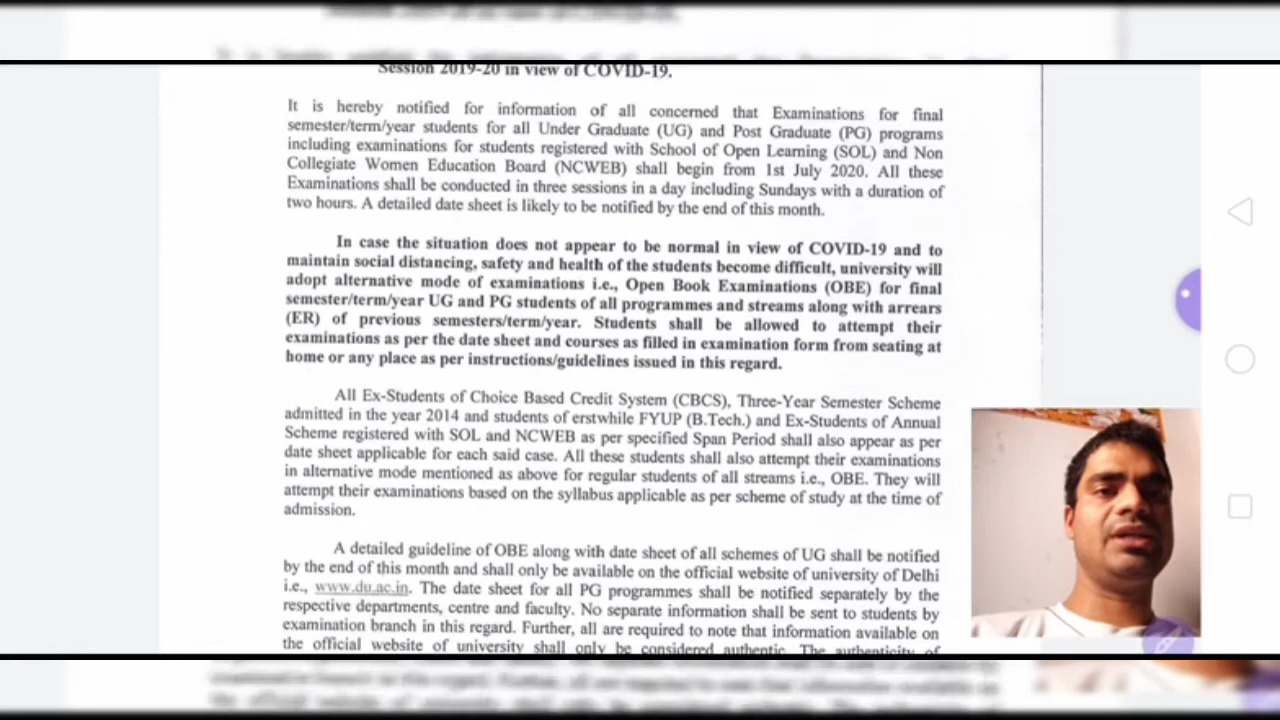 Session 2019-20 in view of COVID-19.
It is hereby notified for information of all concerned that Examinations for final
semester/term/year students for all Under Graduate (UG) and Post Graduate (PG) programs
including examinations for students registered with School of Open Learning (SOL) and Non
Collegiate Women Education Board (NCWEB) shall begin from 1st July 2020. All these
Examinations shall be conducted in three sessions in a day including Sundays with a duration of
two hours. A detailed date sheet is likely to be notified by the end of this month.
In case the situation does not appear to be normal in view of COVID-19 and to
maintain social distancing, safety and health of the students become difficult, university will
adopt alternative mode of examinations i.e., Open Book Examinations (OBE) for final
semester/term/year UG and PG students of all programmes and streams along with arrears
(ER) of previous semesters/term/year. Students shall be allowed to attempt their
examinations as per the date sheet and courses as filled in examination form from seating at
home or any place as per instructions/guidelines issued in this regard.
All Ex-Students of Choice Based Credit System (CBCS), Three-Year Semester Scheme
admitted in the year 2014 and students of erstwhile FYUP (B.Tech.) and Ex-Students of Annual
Scheme registered with SOL and NCWEB as per specified Span Period shall also appear as per
date sheet applicable for each said case. All these students shall also attempt their examinations
in alternative mode mentioned as above for regular students of all streams i.e., OBE. They will
attempt their examinations based on the syllabus applicable as per scheme of study at the time of
admission.
A detailed guideline of OBE along with date sheet of all schemes of UG shall be notified
by the end of this month and shall only be available on the official website of university of Delhi
i.e., www.du.ac.in. The date sheet for all PG programmes shall be notified separately by the
respective departments, centre and faculty. No separate information shall be sent to students by
examination branch in this regard. Further, all are required to note that information available on
the official website of university shall only be considered authentic. The authenticity of